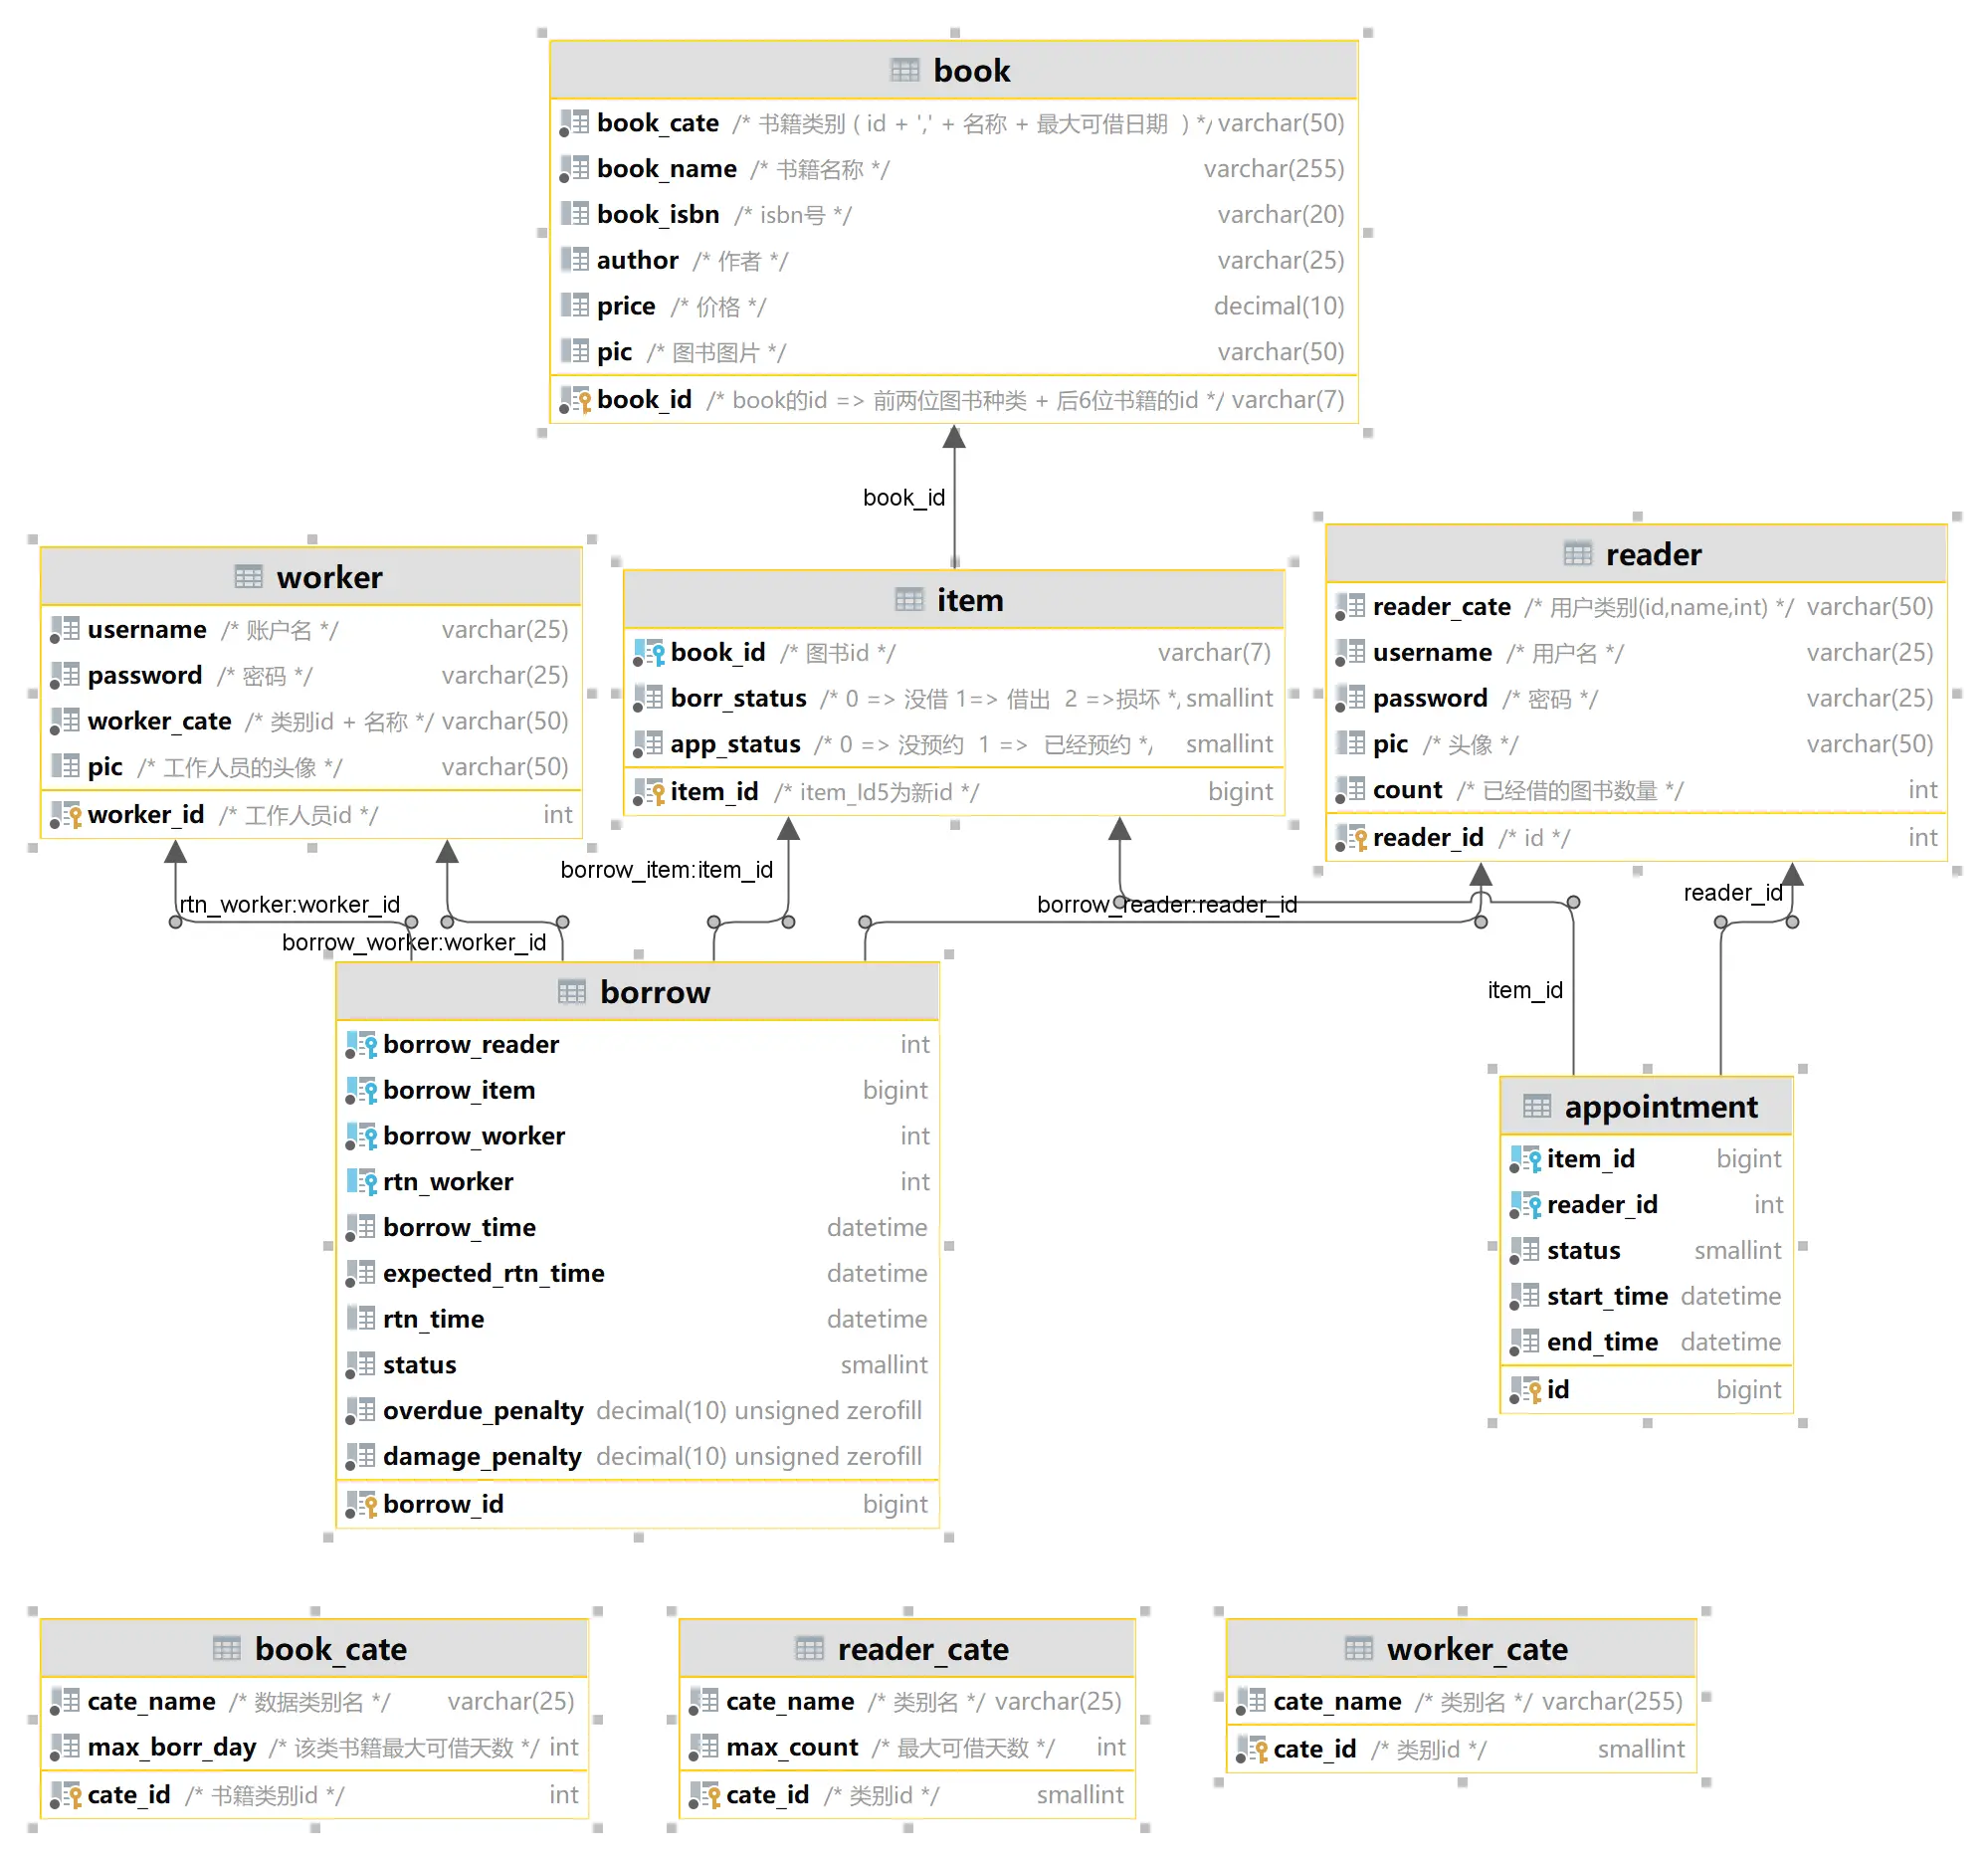 book
book_cate /* 书籍类别 ( id + ',' + 名称 + 最大可借日期 ) */ varchar(50)
book_name /* 书籍名称 */ varchar(255)
book_isbn /* isbn号 */ varchar(20)
author /* 作者 */ varchar(25)
price /* 价格 */ decimal(10)
pic /* 图书图片 */ varchar(50)
book_id /* book的id => 前两位图书种类 + 后6位书籍的id */ varchar(7)
book_id
worker
username /* 账户名 */ varchar(25)
password /* 密码 */ varchar(25)
worker_cate /* 类别id + 名称 */ varchar(50)
pic /* 工作人员的头像 */ varchar(50)
worker_id /* 工作人员id */ int
item
book_id /* 图书id */ varchar(7)
borr_status /* 0 => 没借 1=> 借出 2 =>损坏 */ smallint
app_status /* 0 => 没预约 1 => 已经预约 */ smallint
item_id /* item_Id5为新id */ bigint
reader
reader_cate /* 用户类别(id,name,int) */ varchar(50)
username /* 用户名 */ varchar(25)
password /* 密码 */ varchar(25)
pic /* 头像 */ varchar(50)
count /* 已经借的图书数量 */ int
reader_id /* id */ int
borrow_item:item_id
rtn_worker:worker_id
borrow_reader:reader_id
reader_id
borrow_worker:worker_id
item_id
borrow
borrow_reader int
borrow_item bigint
borrow_worker int
rtn_worker int
borrow_time datetime
expected_rtn_time datetime
rtn_time datetime
status smallint
overdue_penalty decimal(10) unsigned zerofill
damage_penalty decimal(10) unsigned zerofill
borrow_id bigint
appointment
item_id bigint
reader_id int
status smallint
start_time datetime
end_time datetime
id bigint
book_cate
cate_name /* 数据类别名 */ varchar(25)
max_borr_day /* 该类书籍最大可借天数 */ int
cate_id /* 书籍类别id */ int
reader_cate
cate_name /* 类别名 */ varchar(25)
max_count /* 最大可借天数 */ int
cate_id /* 类别id */ smallint
worker_cate
cate_name /* 类别名 */ varchar(255)
cate_id /* 类别id */ smallint